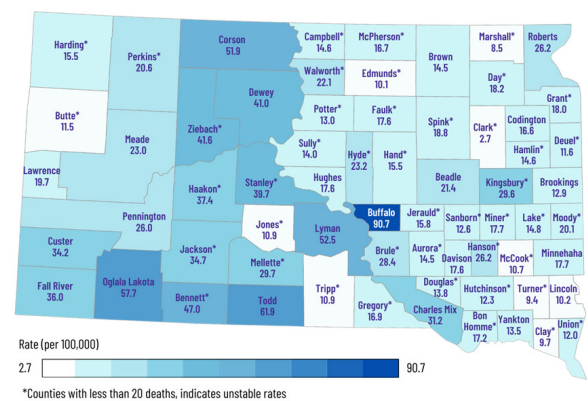 Harding*
15.5
Perkins*
20.6
Corson
51.9
Campbell*
14.6
McPherson*
16.7
Brown
14.5
Marshall*
8.5
Roberts
26.2
Walworth*
22.1
Edmunds*
10.1
Day*
18.2
Butte*
11.5
Meade
23.0
Ziebach*
41.6
Dewey
41.0
Potter*
13.0
Faulk*
17.6
Spink*
18.8
Clark*
2.7
Codington
16.6
Grant*
18.0
Hamlin*
14.6
Deuel*
11.6
Lawrence
19.7
Haakon*
37.4
Stanley*
39.7
Sully*
14.0
Hughes
17.6
Hyde*
23.2
Hand*
15.5
Beadle
21.4
Kingsbury*
29.6
Brookings
12.9
Pennington
26.0
Jones*
10.9
Lyman
52.5
Buffalo
90.7
Jerauld*
15.8
Sanborn*
12.6
Miner*
17.7
Lake*
14.8
Moody*
20.1
Custer
34.2
Jackson*
34.7
Mellette*
29.7
Brule*
28.4
Aurora*
14.5
Davison
17.6
Hanson*
26.2
McCook*
10.7
Minnehaha
17.7
Fall River
36.0
Oglala Lakota
57.7
Bennett*
47.0
Todd
61.9
Tripp*
10.9
Gregory*
16.9
Charles Mix
31.2
Douglas*
13.8
Hutchinson*
12.3
Turner*
9.4
Lincoln
10.2
Bon
Homme*
17.2
Yankton
13.5
Clay*
9.7
Union*
12.0
Rate (per 100,000)
2.7
90.7
*Counties with less than 20 deaths, indicates unstable rates